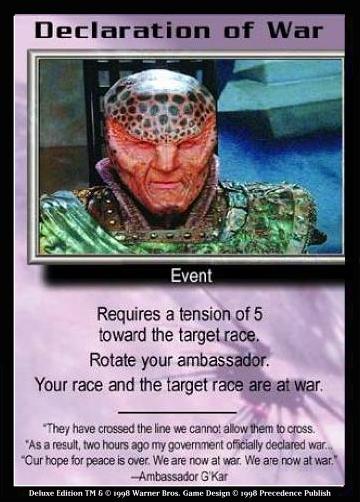 Declaration of War
Event
Requires a tension of 5
toward the target race.
Rotate your ambassador.
Your race and the target race are at war.
"They have crossed the line we cannot allow them to cross.
"As a result, two hours ago my government officially declared war...
"Our hope for peace is over. We are now at war. We are now at war."
—Ambassador G'Kar
Deluxe Edition TM & © 1998 Warner Bros. Game Design © 1998 Precedence Publish